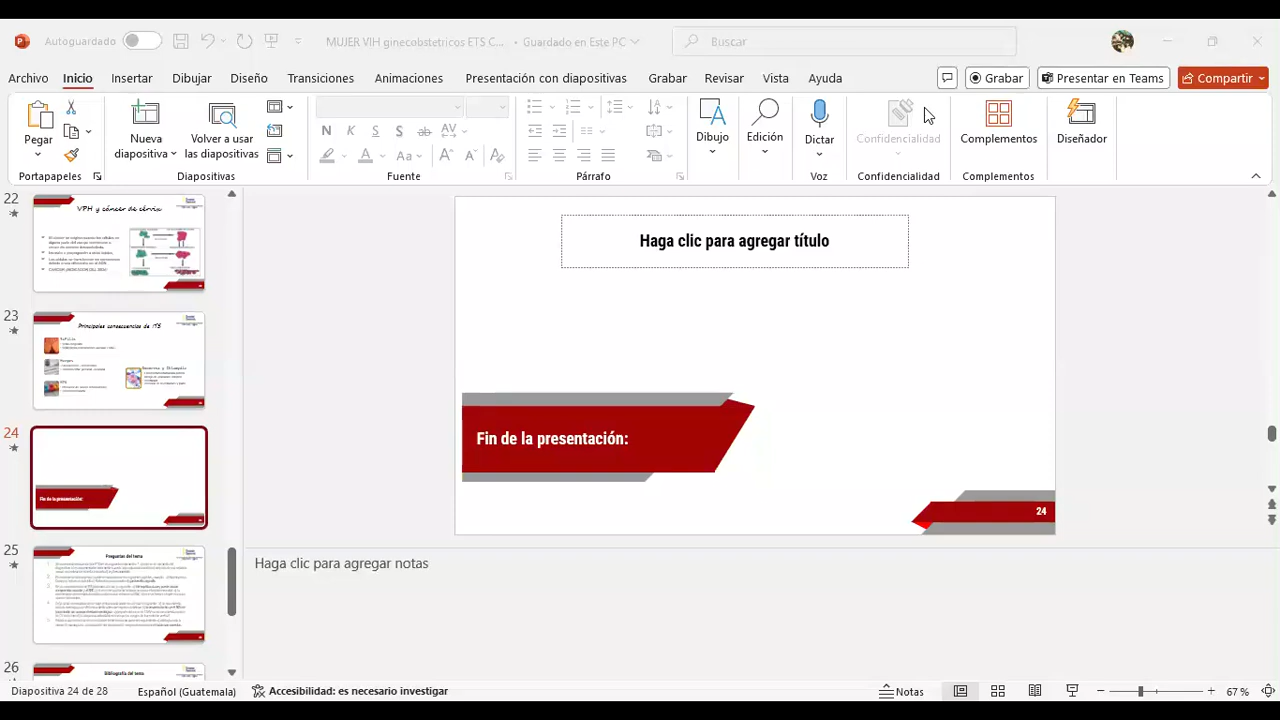 Autoguardado
MUJER VIH ginecobstetricos ETS C... • Guardado en Este PC
Buscar
Archivo Inicio Insertar Dibujar Diseño Transiciones Animaciones Presentación con diapositivas Grabar Revisar Vista Ayuda
Grabar Presentar en Teams Compartir
Pegar
Nueva diapositiva
Volver a usar las diapositivas
N K S S ab AV
A Aa A A A
Dibujo
Edición
Dictar
Confidencialidad
Complementos
Diseñador
Portapapeles Diapositivas Fuente Párrafo Voz Confidencialidad Complementos
22
VPH y cáncer de cérvix
23
Principales consecuencias de ITS
24
Fin de la presentación:
25
Preguntas del tema
26
Bibliografía del tema
Haga clic para agregar título
Fin de la presentación:
24
Haga clic para agregar notas
Diapositiva 24 de 28 Español (Guatemala) Accesibilidad: es necesario investigar
Notas 67 %